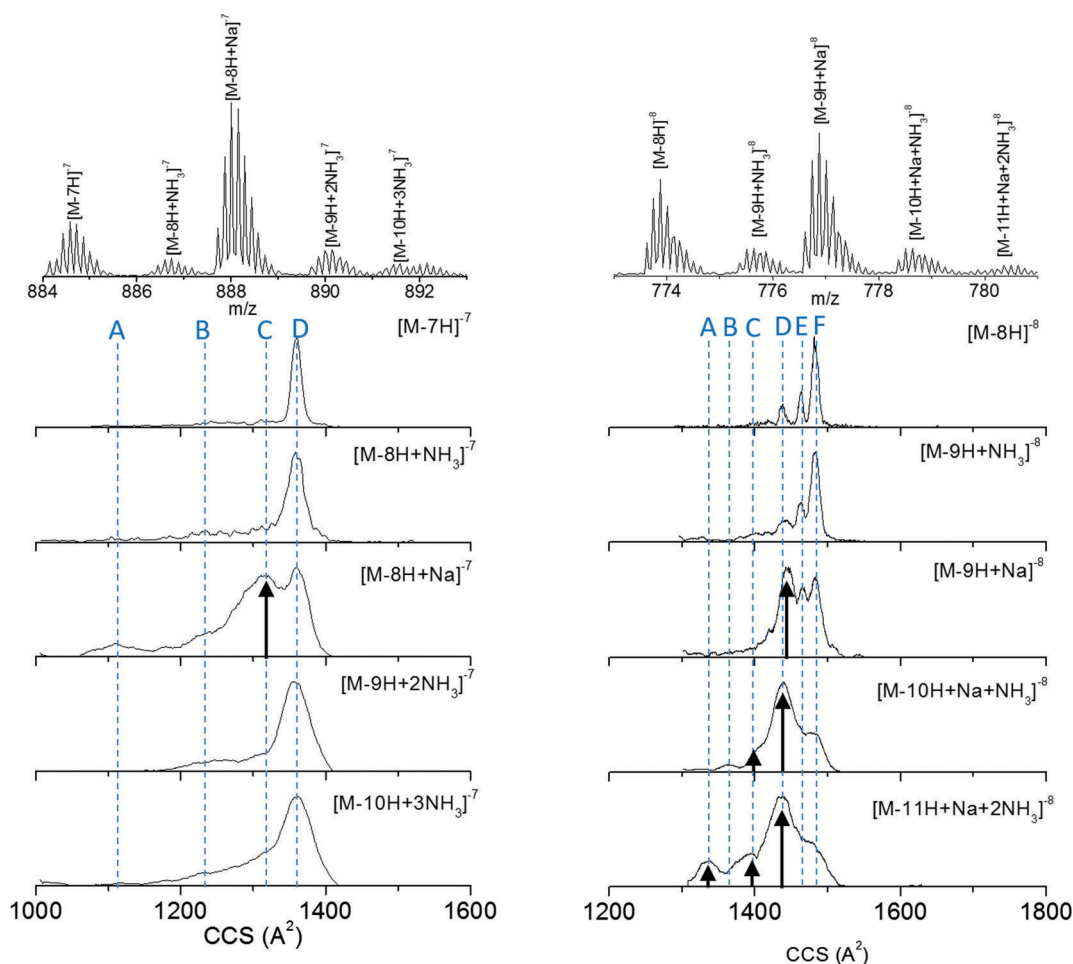 [M-7H]⁻⁷
[M-8H+NH₃]⁻⁷
[M-8H+Na]⁻⁷
[M-9H+2NH₃]⁻⁷
[M-10H+3NH₃]⁻⁷
884 886 888 890 892
m/z
A B C D
[M-7H]⁻⁷
[M-8H+NH₃]⁻⁷
[M-8H+Na]⁻⁷
[M-9H+2NH₃]⁻⁷
[M-10H+3NH₃]⁻⁷
1000 1200 1400 1600
CCS (A²)
[M-8H]⁻⁸
[M-9H+NH₃]⁻⁸
[M-9H+Na]⁻⁸
[M-10H+Na+NH₃]⁻⁸
[M-11H+Na+2NH₃]⁻⁸
774 776 778 780
m/z
A B C D E F
[M-8H]⁻⁸
[M-9H+NH₃]⁻⁸
[M-9H+Na]⁻⁸
[M-10H+Na+NH₃]⁻⁸
[M-11H+Na+2NH₃]⁻⁸
1200 1400 1600 1800
CCS (A²)